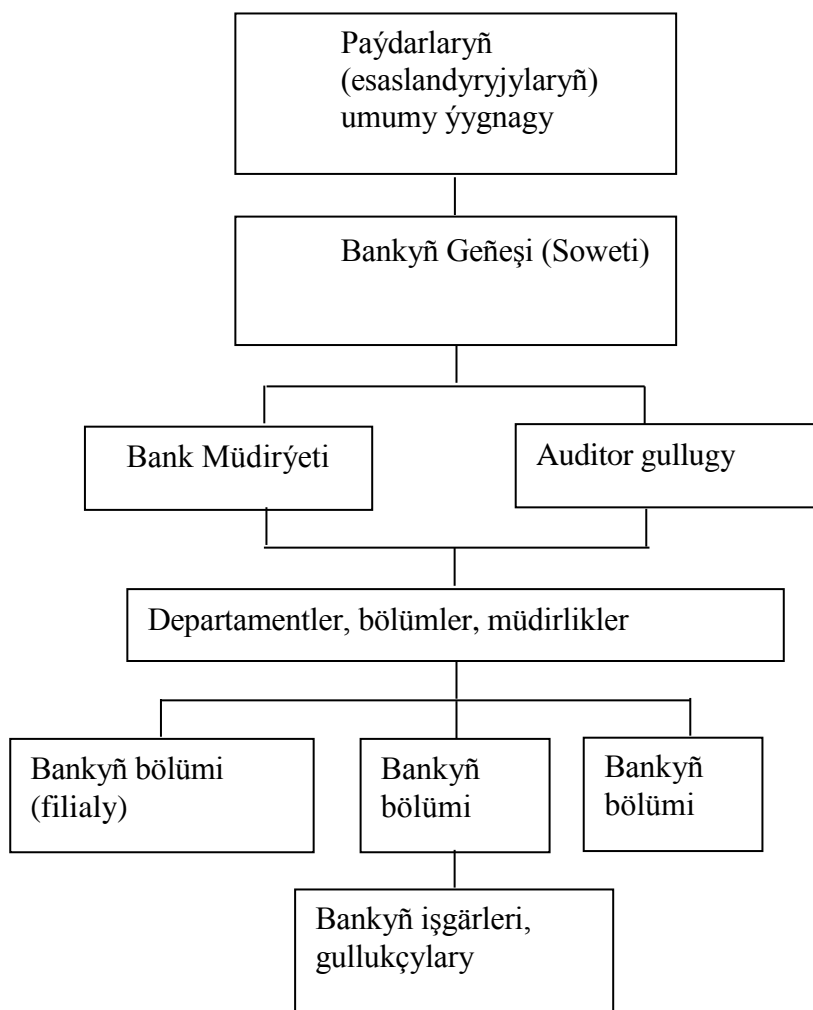 Paýdarlaryñ
(esaslandyryjylaryñ)
umumy ýygnagy
Bankyñ Geñeşi (Soweti)
Bank Müdirýeti
Auditor gullugy
Departamentler, bölümler, müdirlikler
Bankyñ bölümi
(filialy)
Bankyñ
bölümi
Bankyñ
bölümi
Bankyñ işgärleri,
gullukçylary